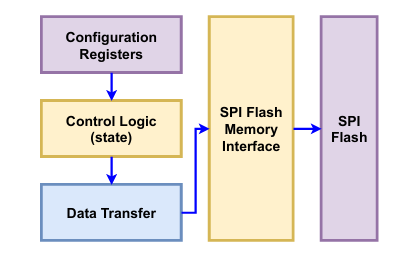 Configuration
Registers
Control Logic
(state)
Data Transfer
SPI Flash
Memory
Interface
SPI
Flash